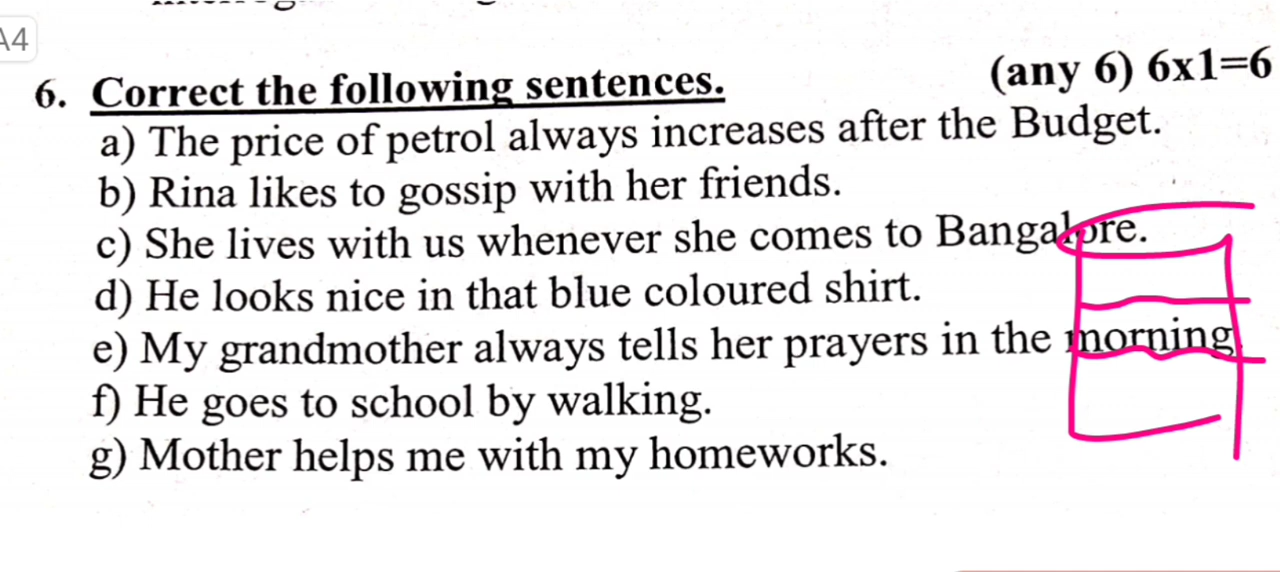 A4
6. Correct the following sentences. (any 6) 6x1=6
a) The price of petrol always increases after the Budget.
b) Rina likes to gossip with her friends.
c) She lives with us whenever she comes to Bangalore.
d) He looks nice in that blue coloured shirt.
e) My grandmother always tells her prayers in the morning
f) He goes to school by walking.
g) Mother helps me with my homeworks.